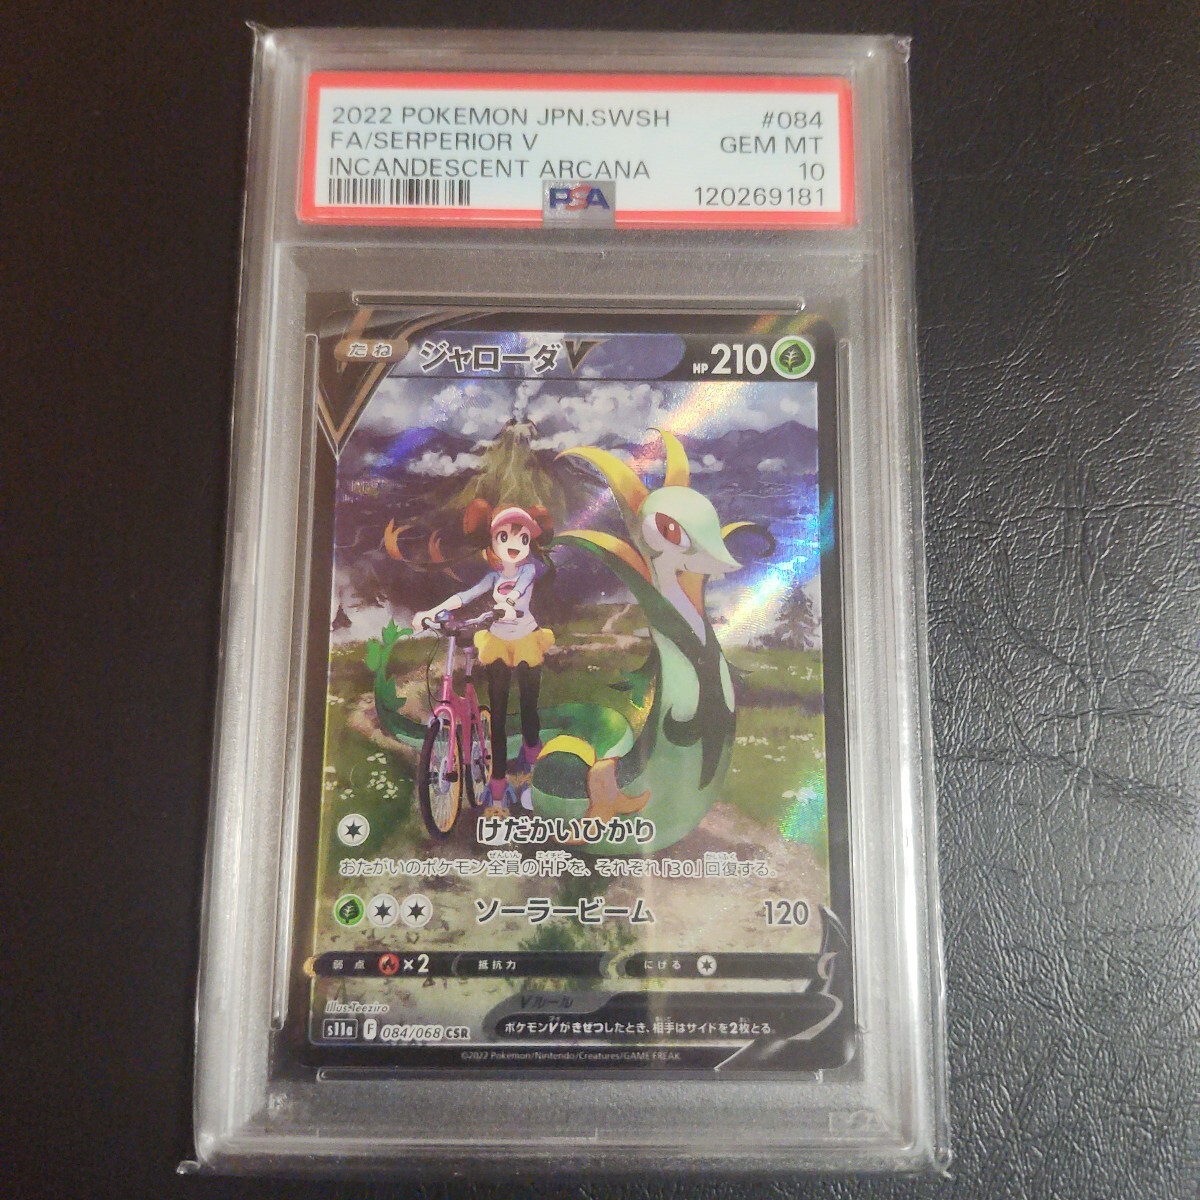 2022 POKEMON JPN.SWSH #084
FA/SERPERIOR V GEM MT
INCANDESCENT ARCANA 10
PSA 120269181
たね ジャローダV HP 210
けだかいひかり
おたがいのポケモン全員のHPを、それぞれ「30」回復する。
ソーラービーム 120
弱点 ×2 抵抗力 にげる
Illus. Teeziro
Vルール
s11a F 084/068 CSR ポケモンVがきぜつしたとき、相手はサイドを2枚とる。
©2022 Pokémon/Nintendo/Creatures/GAME FREAK